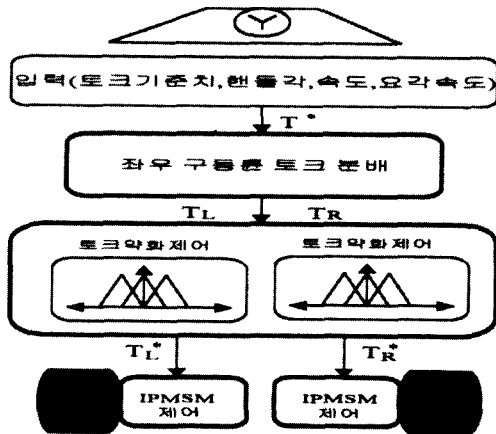 입력(토크기준치,핸들각,속도,요각속도)
T*
좌우 구동륜 토크 분배
TL TR
토크약화제어 토크약화제어
TL* TR*
IPMSM IPMSM
제어 제어